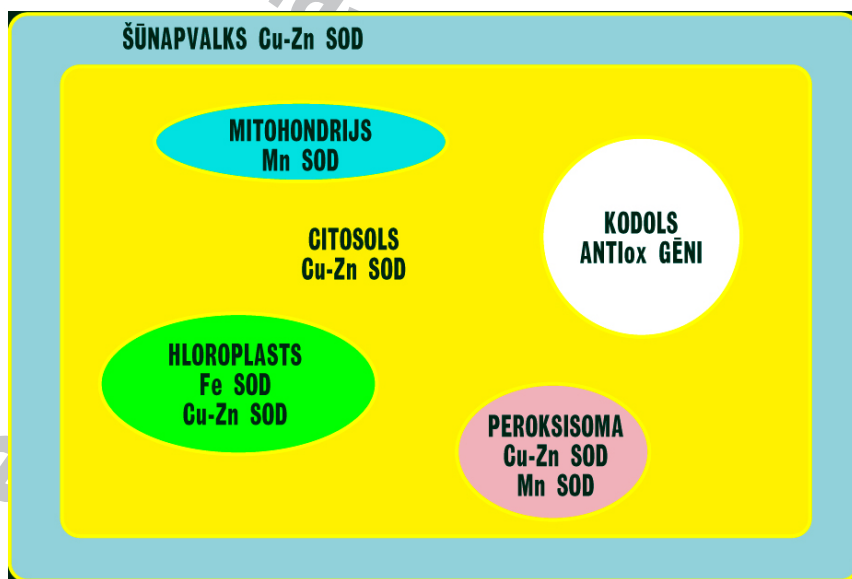 ŠŪNAPVALKS Cu-Zn SOD
MITOHONDRIJS
Mn SOD
CITOSOLS
Cu-Zn SOD
KODOLS
ANTIox GĒNI
HLOROPLASTS
Fe SOD
Cu-Zn SOD
PEROKSISOMA
Cu-Zn SOD
Mn SOD